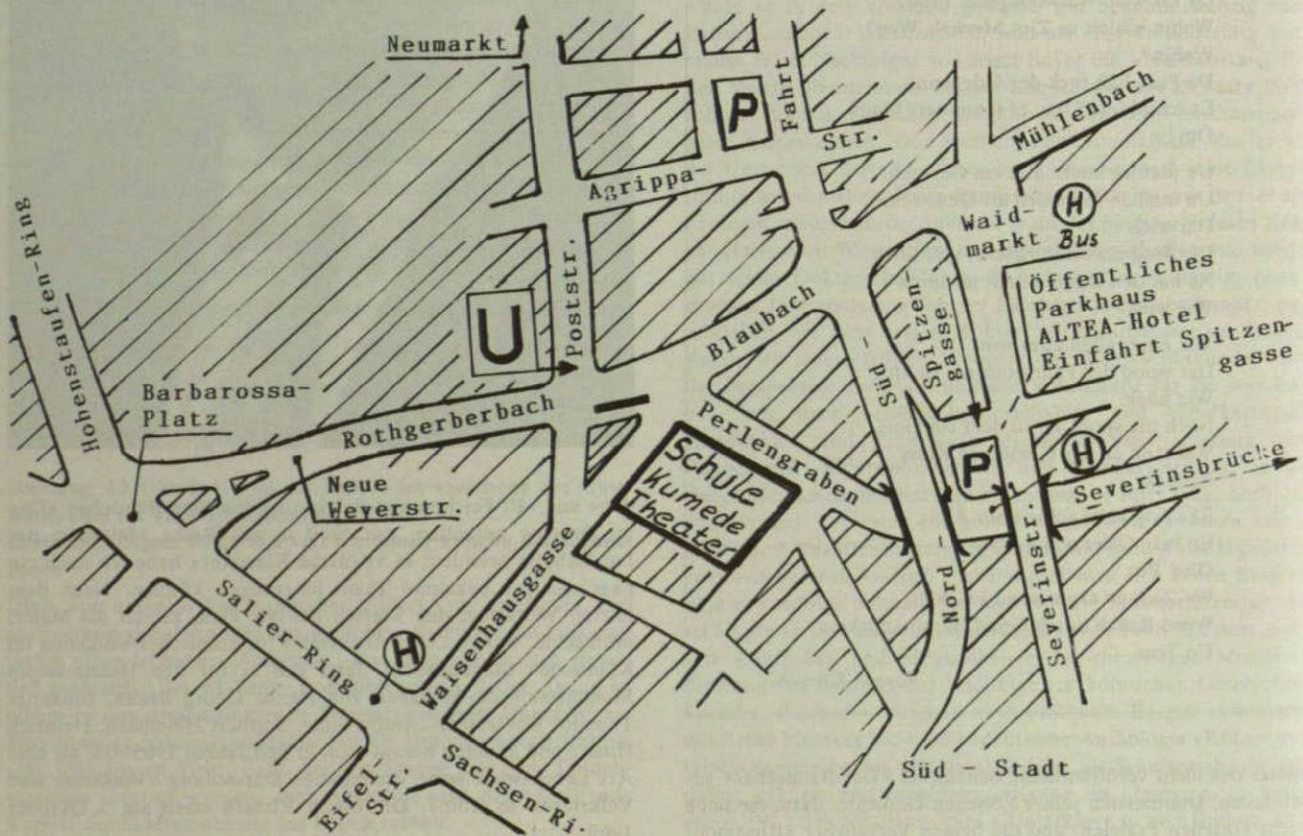 Neumarkt
Fahrt
P
Str.
Mühlenbach
Agrippa-
Hohenstaufen-Ring
Waid-
markt
H
Bus
Poststr.
Öffentliches
Parkhaus
ALTEA-Hotel
Einfahrt Spitzen-
gasse
Spitzen-
gasse
Blaubach
Süd-
U
Barbarossa-
Platz
Rothgerberbach
Perlengraben
Schule
Kumede
Theater
P
H
Severinsbrücke
Neue
Weyerstr.
Nord-
Severinstr.
Waisenhausgasse
Salier-Ring
H
Süd - Stadt
Eifel-
Str.
Sachsen-Ri-